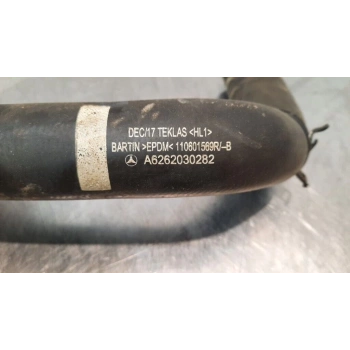 DEC/17 TEKLAS <HL1>
BARTIN >EPDM< 110601569R/-B
A6262030282